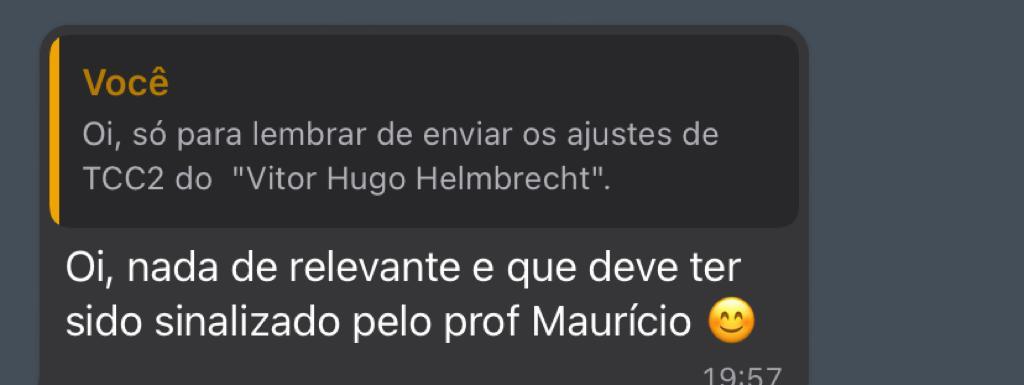 Você
Oi, só para lembrar de enviar os ajustes de
TCC2 do  "Vitor Hugo Helmbrecht".
Oi, nada de relevante e que deve ter
sido sinalizado pelo prof Maurício 😊
19:57